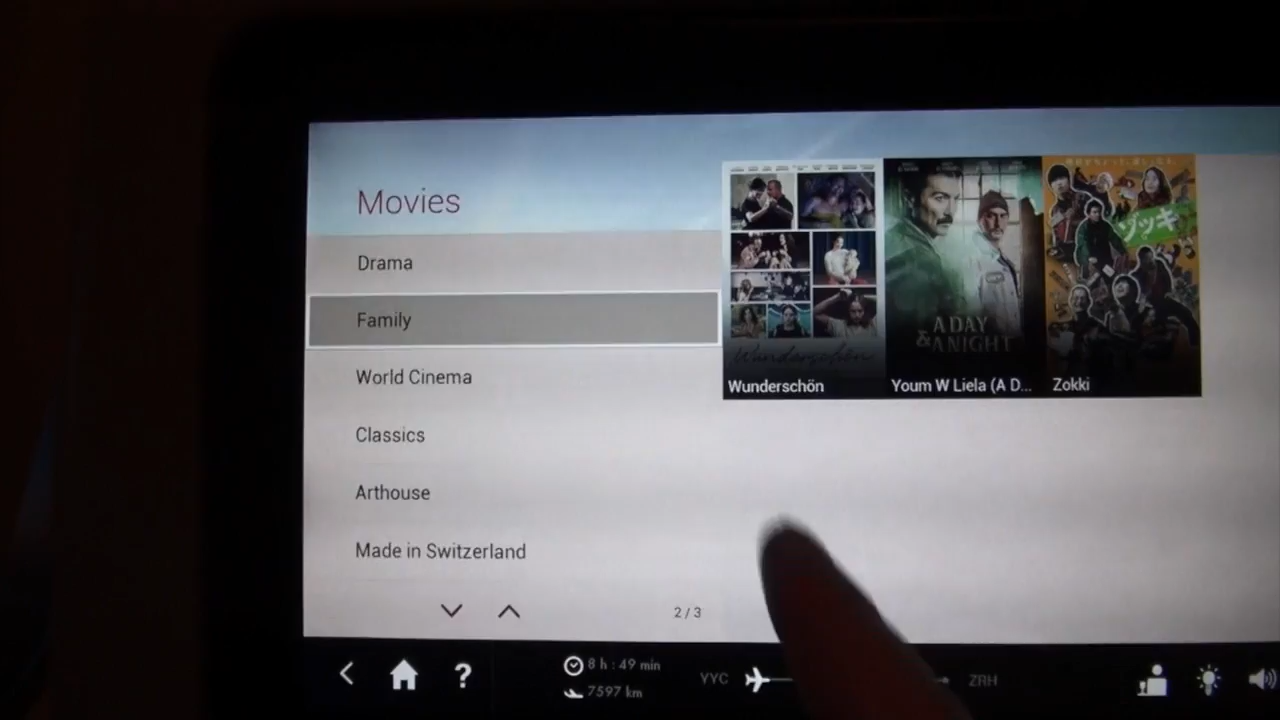 Movies
Drama
Family
World Cinema
Classics
Arthouse
Made in Switzerland
2/3
Wunderschön
Wunderschön
A DAY
& A NIGHT
Youm W Liela (A D...
ゾッキ
Zokki
?
8 h : 49 min
7597 km
YYC
ZRH